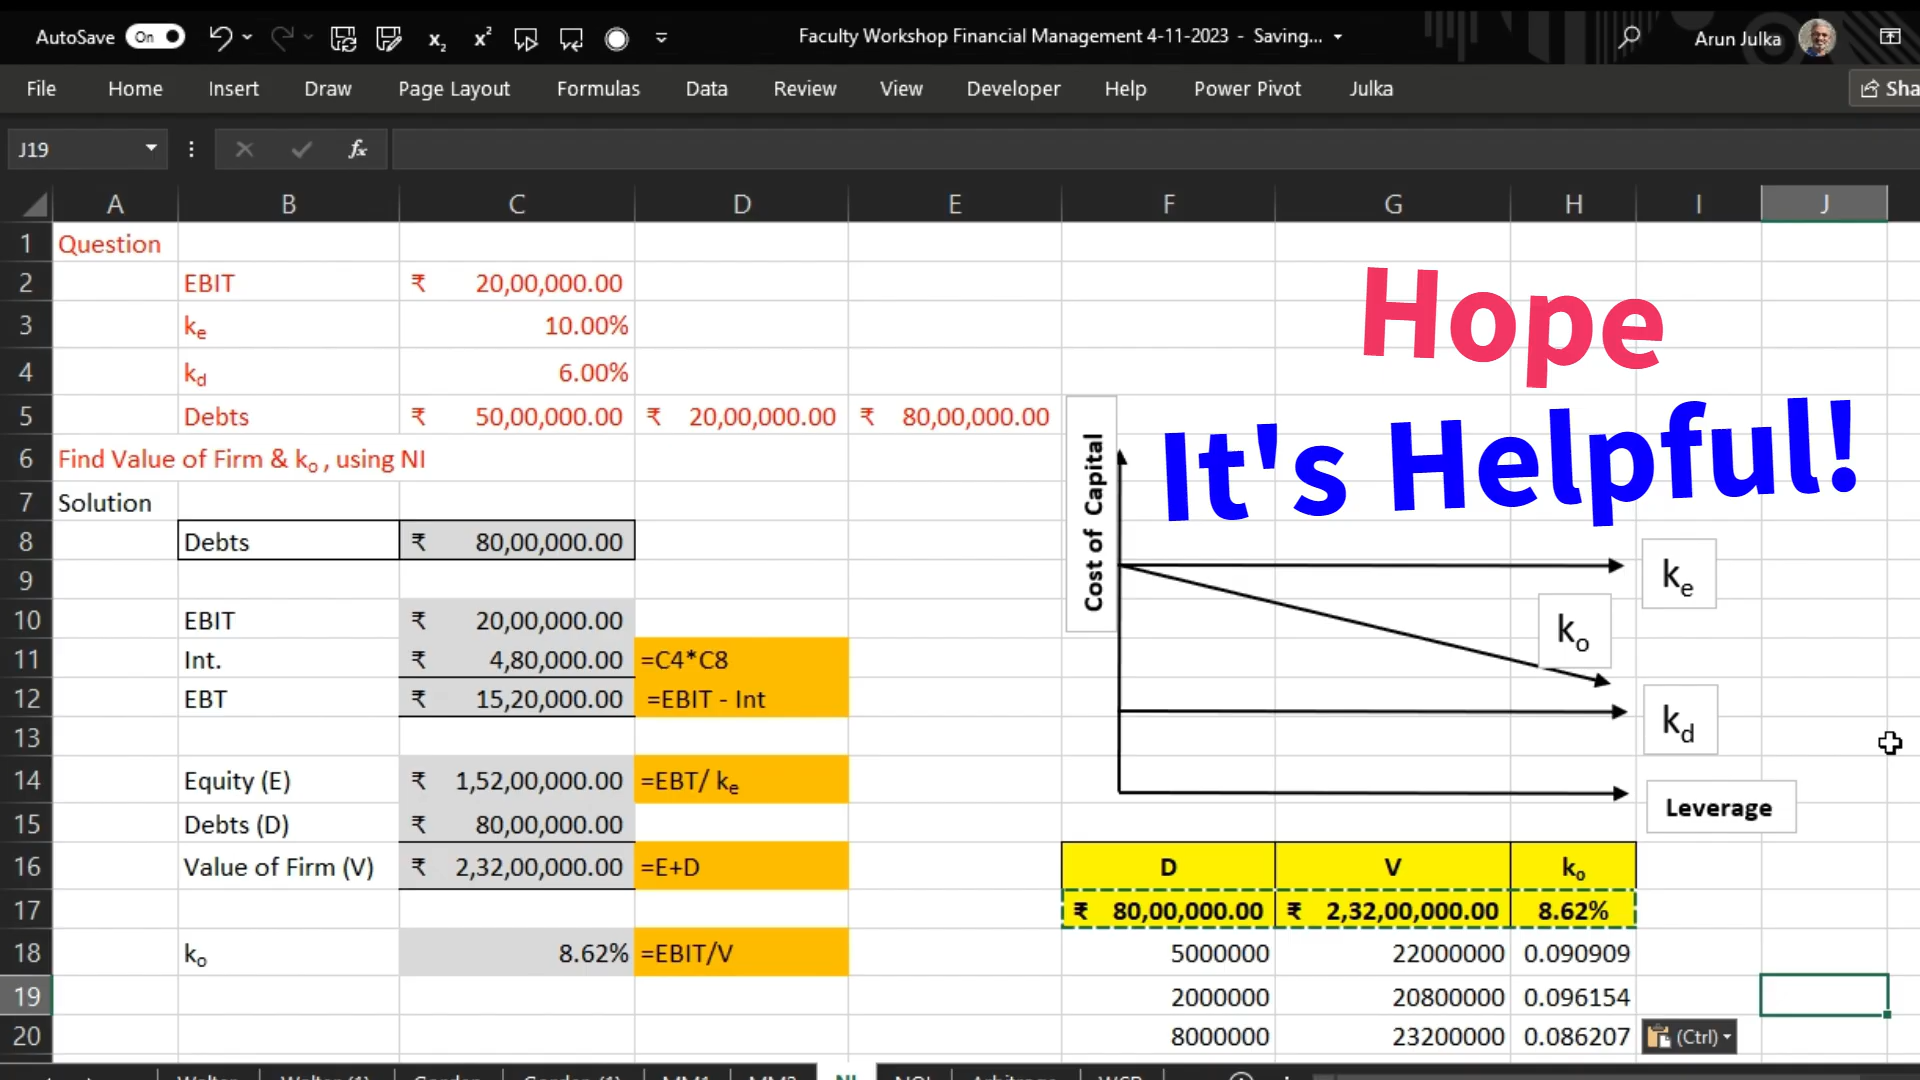 AutoSave On Faculty Workshop Financial Management 4-11-2023 - Saving... Arun Julka
File Home Insert Draw Page Layout Formulas Data Review View Developer Help Power Pivot Julka Sha
J19 fx
A B C D E F G H I J
1 Question
2 EBIT ₹ 20,00,000.00
3 ke 10.00%
4 kd 6.00%
5 Debts ₹ 50,00,000.00 ₹ 20,00,000.00 ₹ 80,00,000.00
6 Find Value of Firm & ko , using NI
7 Solution
8 Debts ₹ 80,00,000.00
9
10 EBIT ₹ 20,00,000.00
11 Int. ₹ 4,80,000.00 =C4*C8
12 EBT ₹ 15,20,000.00 =EBIT - Int
13
14 Equity (E) ₹ 1,52,00,000.00 =EBT/ ke
15 Debts (D) ₹ 80,00,000.00
16 Value of Firm (V) ₹ 2,32,00,000.00 =E+D
17
18 ko 8.62% =EBIT/V
19
20
Hope
It's Helpful!
Cost of Capital
ke
ko
kd
Leverage
D V ko
₹ 80,00,000.00 ₹ 2,32,00,000.00 8.62%
5000000 22000000 0.090909
2000000 20800000 0.096154
8000000 23200000 0.086207
(Ctrl)